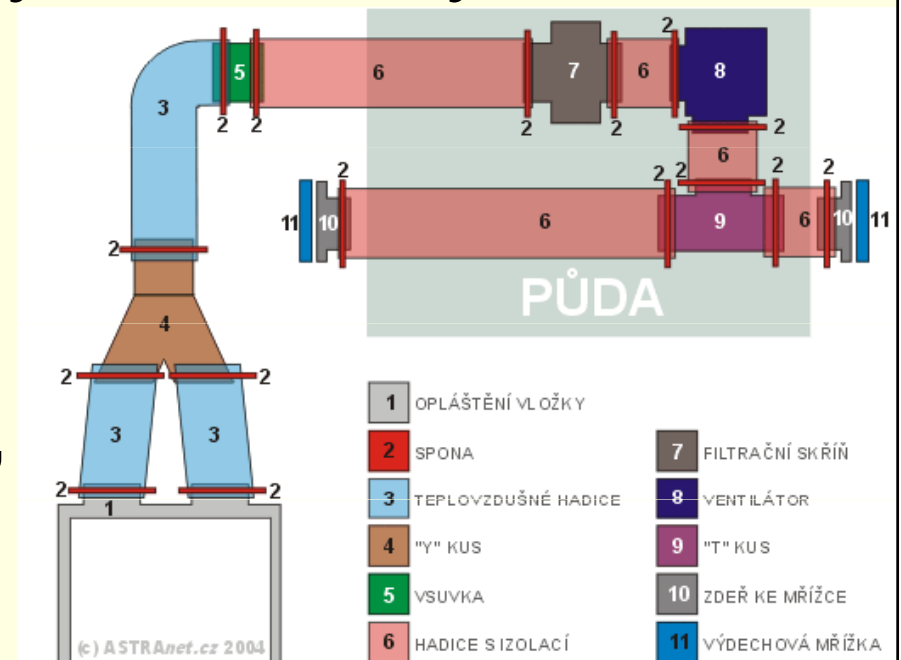 2
5 6 7 6 8
3
2 2 2 2 2
6
2 2 2 2 2
11 10 6 9 6 10 11
2
PŮDA
4
2 2
3 3
2 2
1
1 OPLÁŠTĚNÍ VLOŽKY
2 SPONA
3 TEPLOVZDUŠNÉ HADICE
4 "Y" KUS
5 VSUVKA
6 HADICE S IZOLACÍ
7 FILTRAČNÍ SKŘÍŇ
8 VENTILÁTOR
9 "T" KUS
10 ZDEŘ KE MŘÍŽCE
11 VÝDECHOVÁ MŘÍŽKA
(c) ASTRAnet.cz 2004